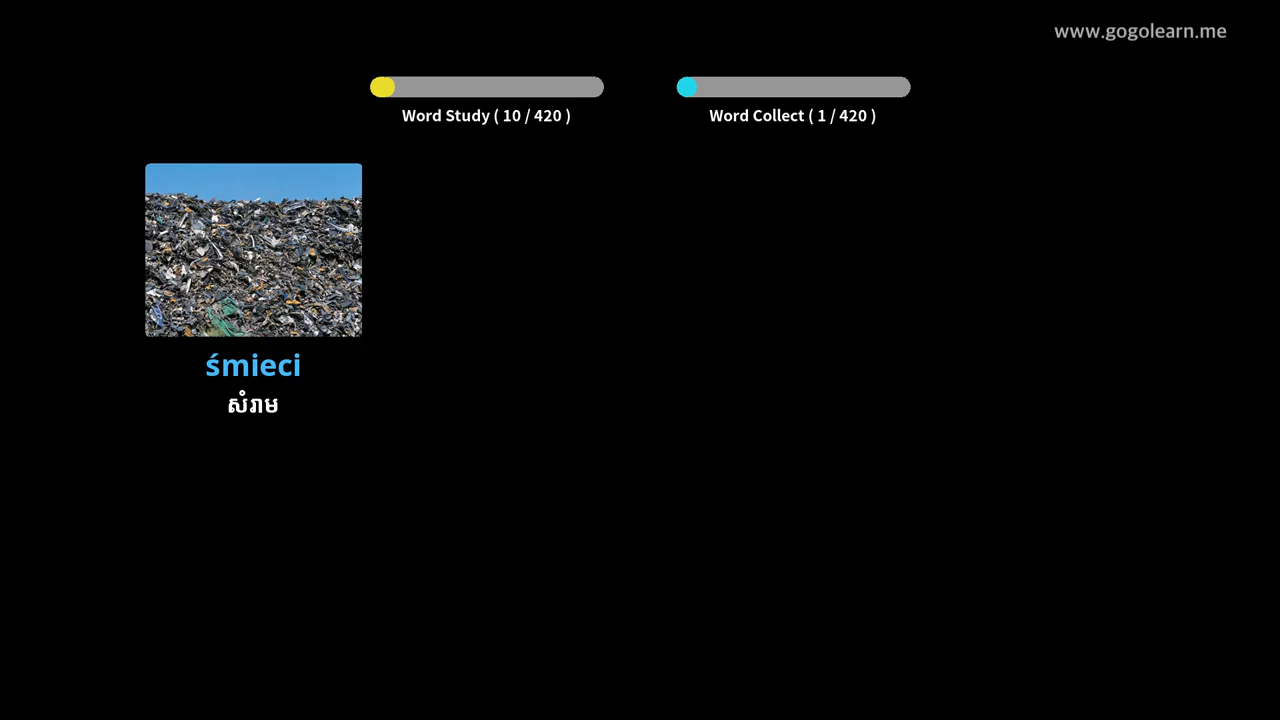 www.gogolearn.me
Word Study ( 10 / 420 )
Word Collect ( 1 / 420 )
śmieci
សំរាម